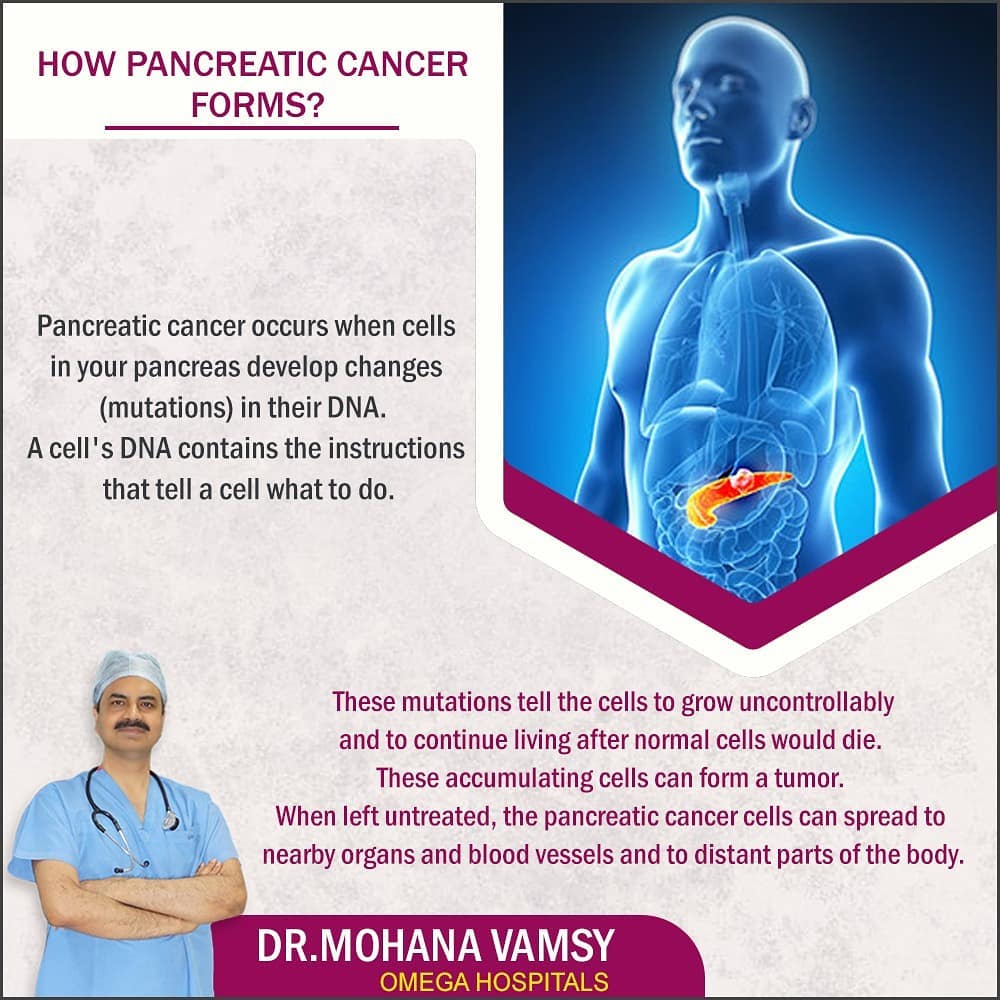 HOW PANCREATIC CANCER
FORMS?
Pancreatic cancer occurs when cells
in your pancreas develop changes
(mutations) in their DNA.
A cell's DNA contains the instructions
that tell a cell what to do.
These mutations tell the cells to grow uncontrollably
and to continue living after normal cells would die.
These accumulating cells can form a tumor.
When left untreated, the pancreatic cancer cells can spread to
nearby organs and blood vessels and to distant parts of the body.
DR.MOHANA VAMSY
OMEGA HOSPITALS